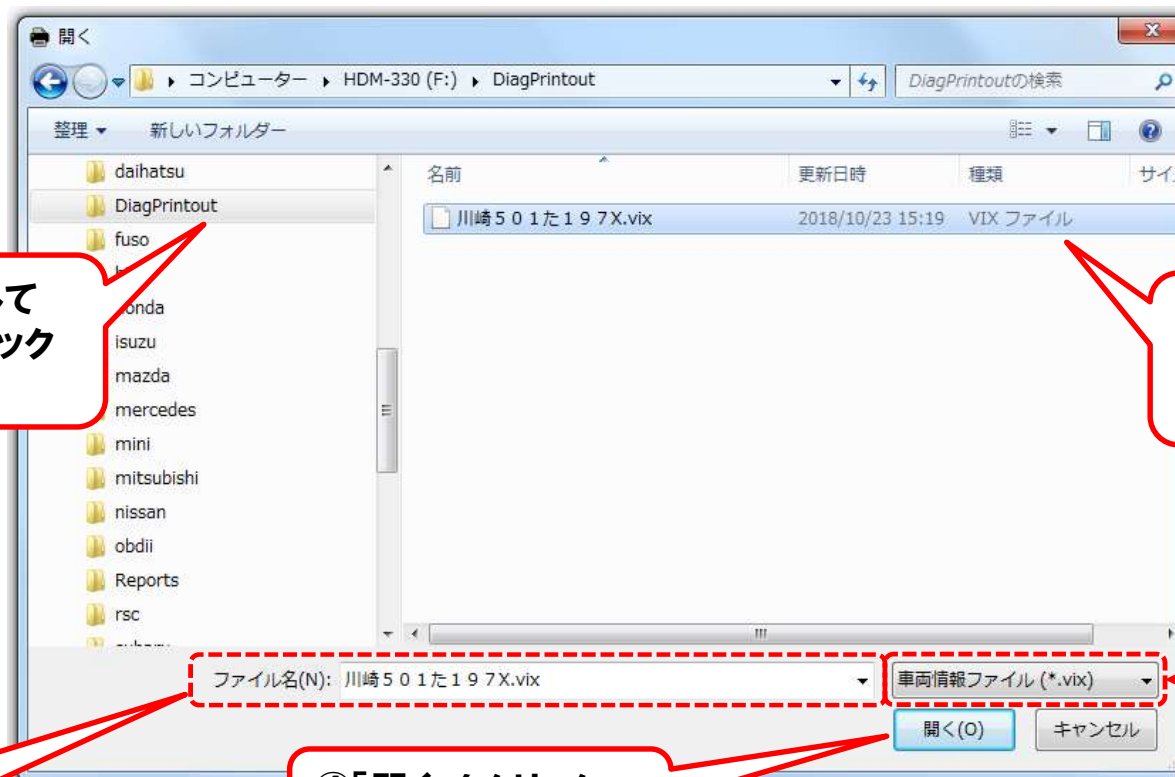 開く
コンピューター ▸ HDM-330 (F:) ▸ DiagPrintout
DiagPrintoutの検索
整理 ▼ 新しいフォルダー
daihatsu
DiagPrintout
fuso
onda
isuzu
mazda
mercedes
mini
mitsubishi
nissan
obdii
Reports
rsc
名前 更新日時 種類 サイ
川崎501た197X.vix 2018/10/23 15:19 VIX ファイル
て
ック
ファイル名(N): 川崎501た197X.vix
車両情報ファイル (*.vix)
開く(O) キャンセル